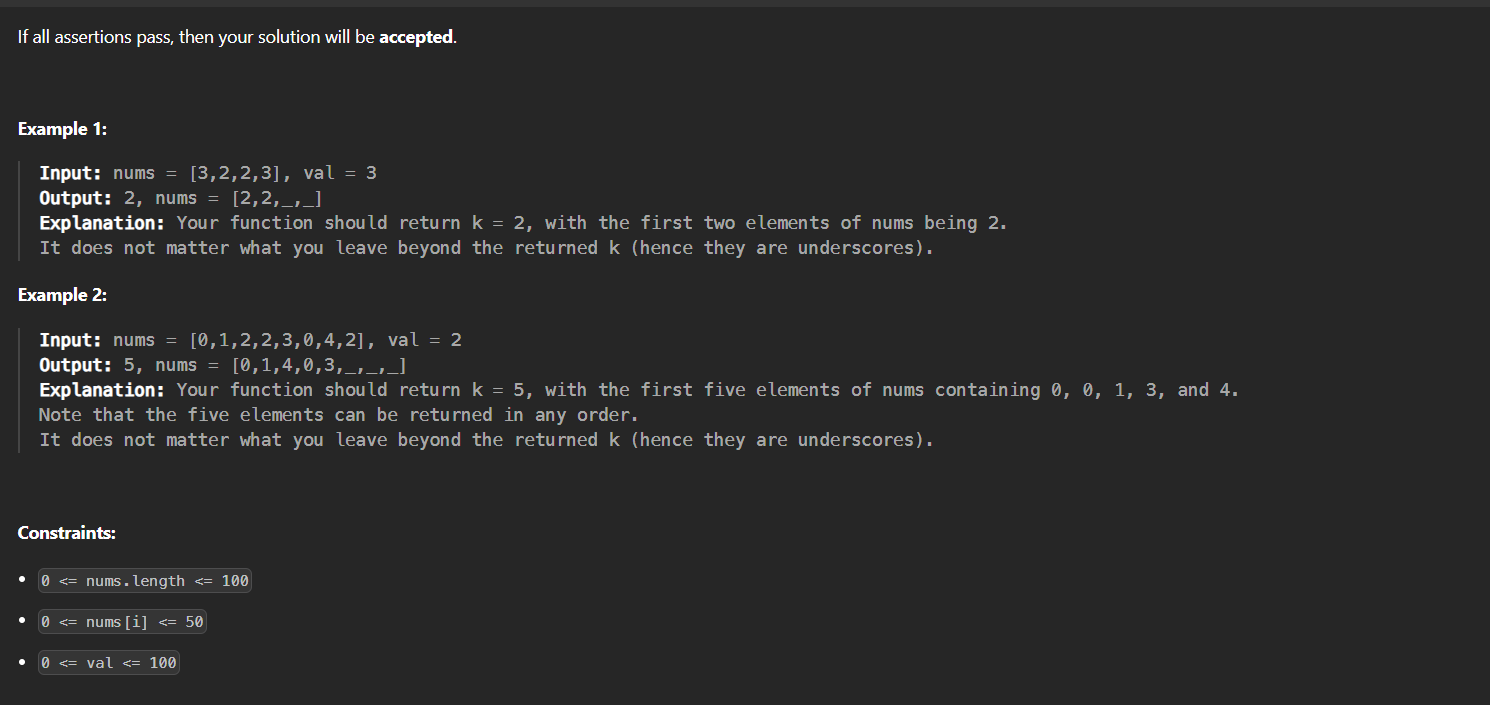 If all assertions pass, then your solution will be accepted.
Example 1:
Input: nums = [3,2,2,3], val = 3
Output: 2, nums = [2,2,_,_]
Explanation: Your function should return k = 2, with the first two elements of nums being 2.
It does not matter what you leave beyond the returned k (hence they are underscores).
Example 2:
Input: nums = [0,1,2,2,3,0,4,2], val = 2
Output: 5, nums = [0,1,4,0,3,_,_,_]
Explanation: Your function should return k = 5, with the first five elements of nums containing 0, 0, 1, 3, and 4.
Note that the five elements can be returned in any order.
It does not matter what you leave beyond the returned k (hence they are underscores).
Constraints:
• 0 <= nums.length <= 100
• 0 <= nums[i] <= 50
• 0 <= val <= 100